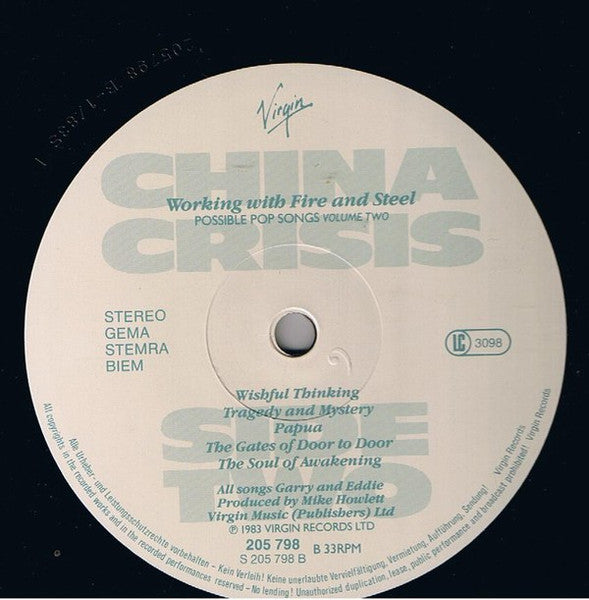 Virgin
CHINA
Working with Fire and Steel
POSSIBLE POP SONGS VOLUME TWO
CRISIS
STEREO
GEMA
STEMRA
BIEM
LC 3098
Wishful Thinking
Tragedy and Mystery
Papua
The Gates of Door to Door
The Soul of Awakening
SIDE
TWO
All songs Garry and Eddie
Produced by Mike Howlett
Virgin Music (Publishers) Ltd
℗ 1983 VIRGIN RECORDS LTD
205 798 B 33RPM
S 205 798 B
Alle Urheber- und Leistungsschutzrechte vorbehalten – Kein Verleih! Keine unerlaubte Vervielfältigung, Vermietung, Aufführung, Sendung! Virgin Records
All copyrights in the recorded works and in the recorded performances reserved – No lending! Unauthorized duplication, lease, public performance and broadcast prohibited! Virgin Records